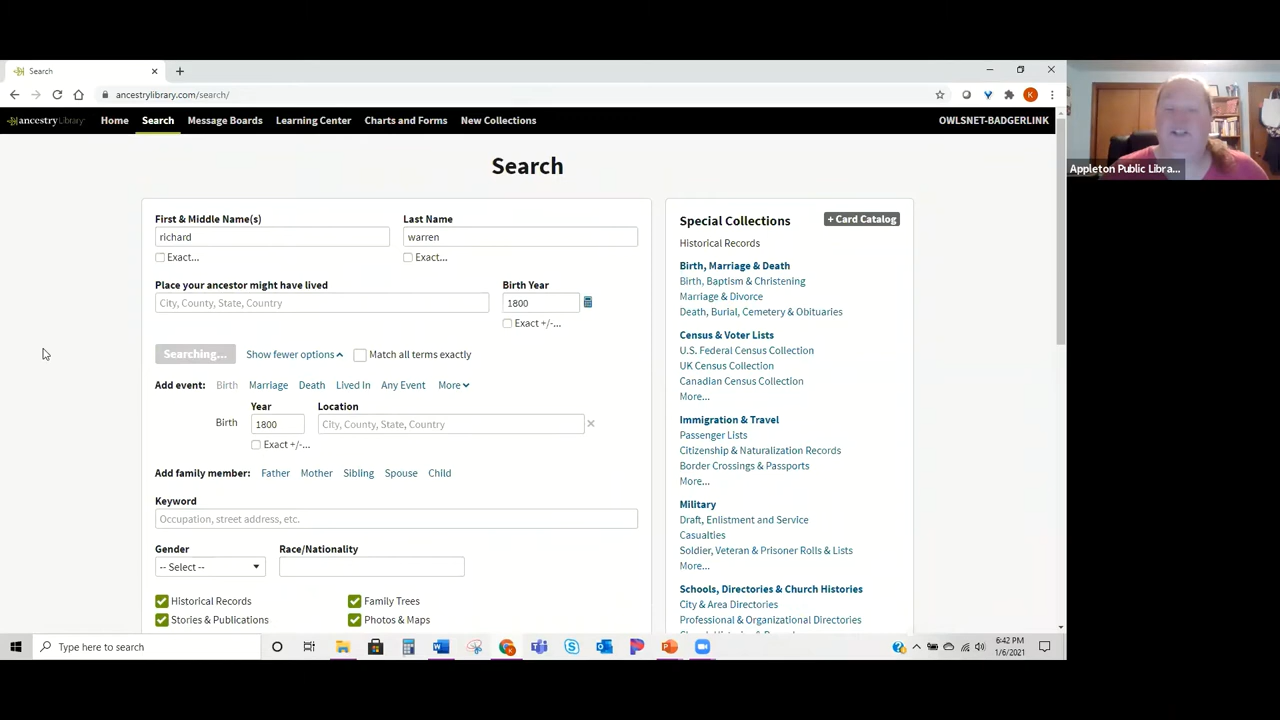 Search
ancestrylibrary.com/search/
K
ancestryLibrary
Home
Search
Message Boards
Learning Center
Charts and Forms
New Collections
OWLSNET-BADGERLINK
Appleton Public Libra...
Search
First & Middle Name(s)
Last Name
richard
warren
Exact...
Exact...
Place your ancestor might have lived
Birth Year
City, County, State, Country
1800
Exact +/-...
Searching...
Show fewer options
Match all terms exactly
Add event:
Birth
Marriage
Death
Lived In
Any Event
More
Year
Location
Birth
1800
City, County, State, Country
Exact +/-...
Add family member:
Father
Mother
Sibling
Spouse
Child
Keyword
Occupation, street address, etc.
Gender
Race/Nationality
-- Select --
Historical Records
Family Trees
Stories & Publications
Photos & Maps
Special Collections
+ Card Catalog
Historical Records
Birth, Marriage & Death
Birth, Baptism & Christening
Marriage & Divorce
Death, Burial, Cemetery & Obituaries
Census & Voter Lists
U.S. Federal Census Collection
UK Census Collection
Canadian Census Collection
More...
Immigration & Travel
Passenger Lists
Citizenship & Naturalization Records
Border Crossings & Passports
More...
Military
Draft, Enlistment and Service
Casualties
Soldier, Veteran & Prisoner Rolls & Lists
More...
Schools, Directories & Church Histories
City & Area Directories
Professional & Organizational Directories
Type here to search
6:42 PM
1/6/2021